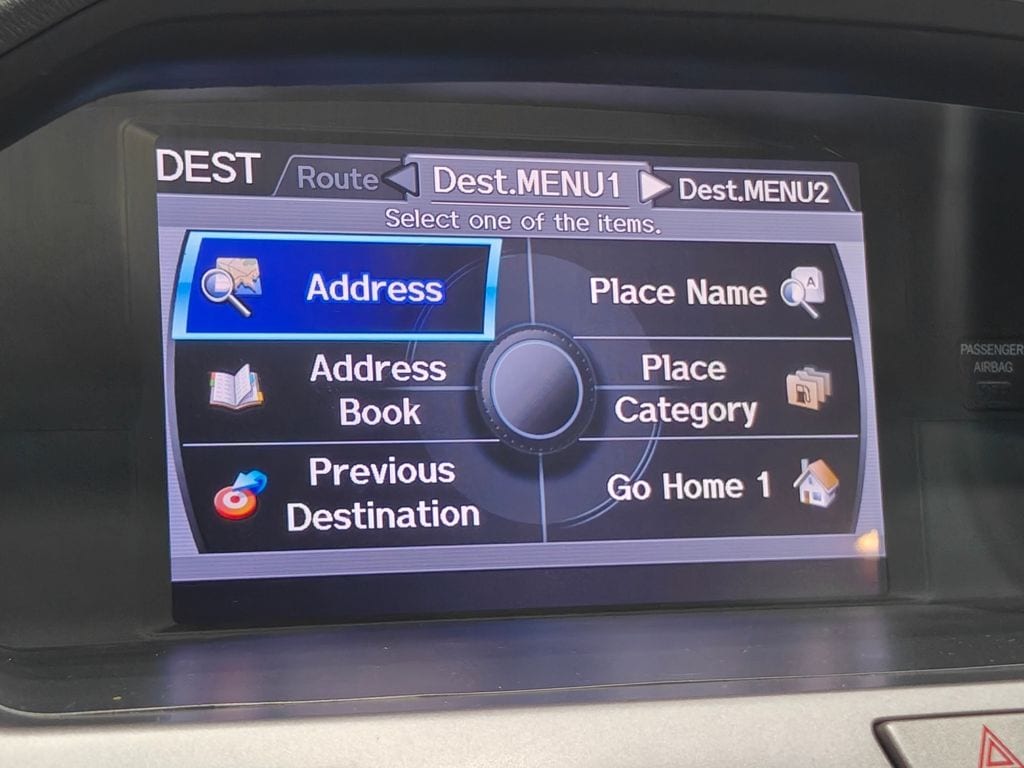 DEST Route Dest.MENU1 Dest.MENU2
Select one of the items.
Address
Place Name
A
Address
Book
Place
Category
Previous
Destination
Go Home 1
PASSENGER
AIRBAG